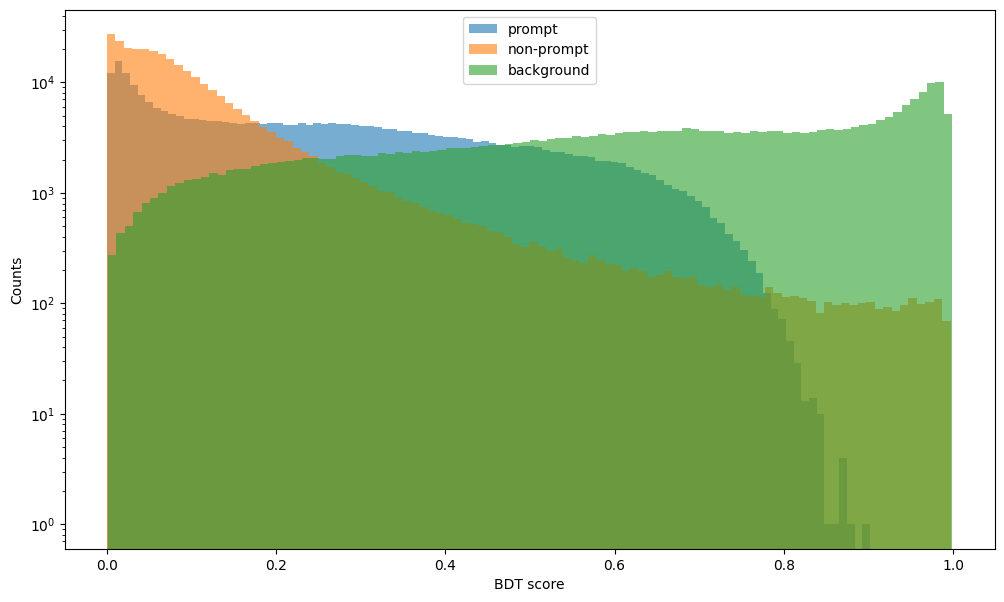 prompt
non-prompt
background
10⁴
10³
10²
10¹
10⁰
Counts
0.0 0.2 0.4 0.6 0.8 1.0
BDT score